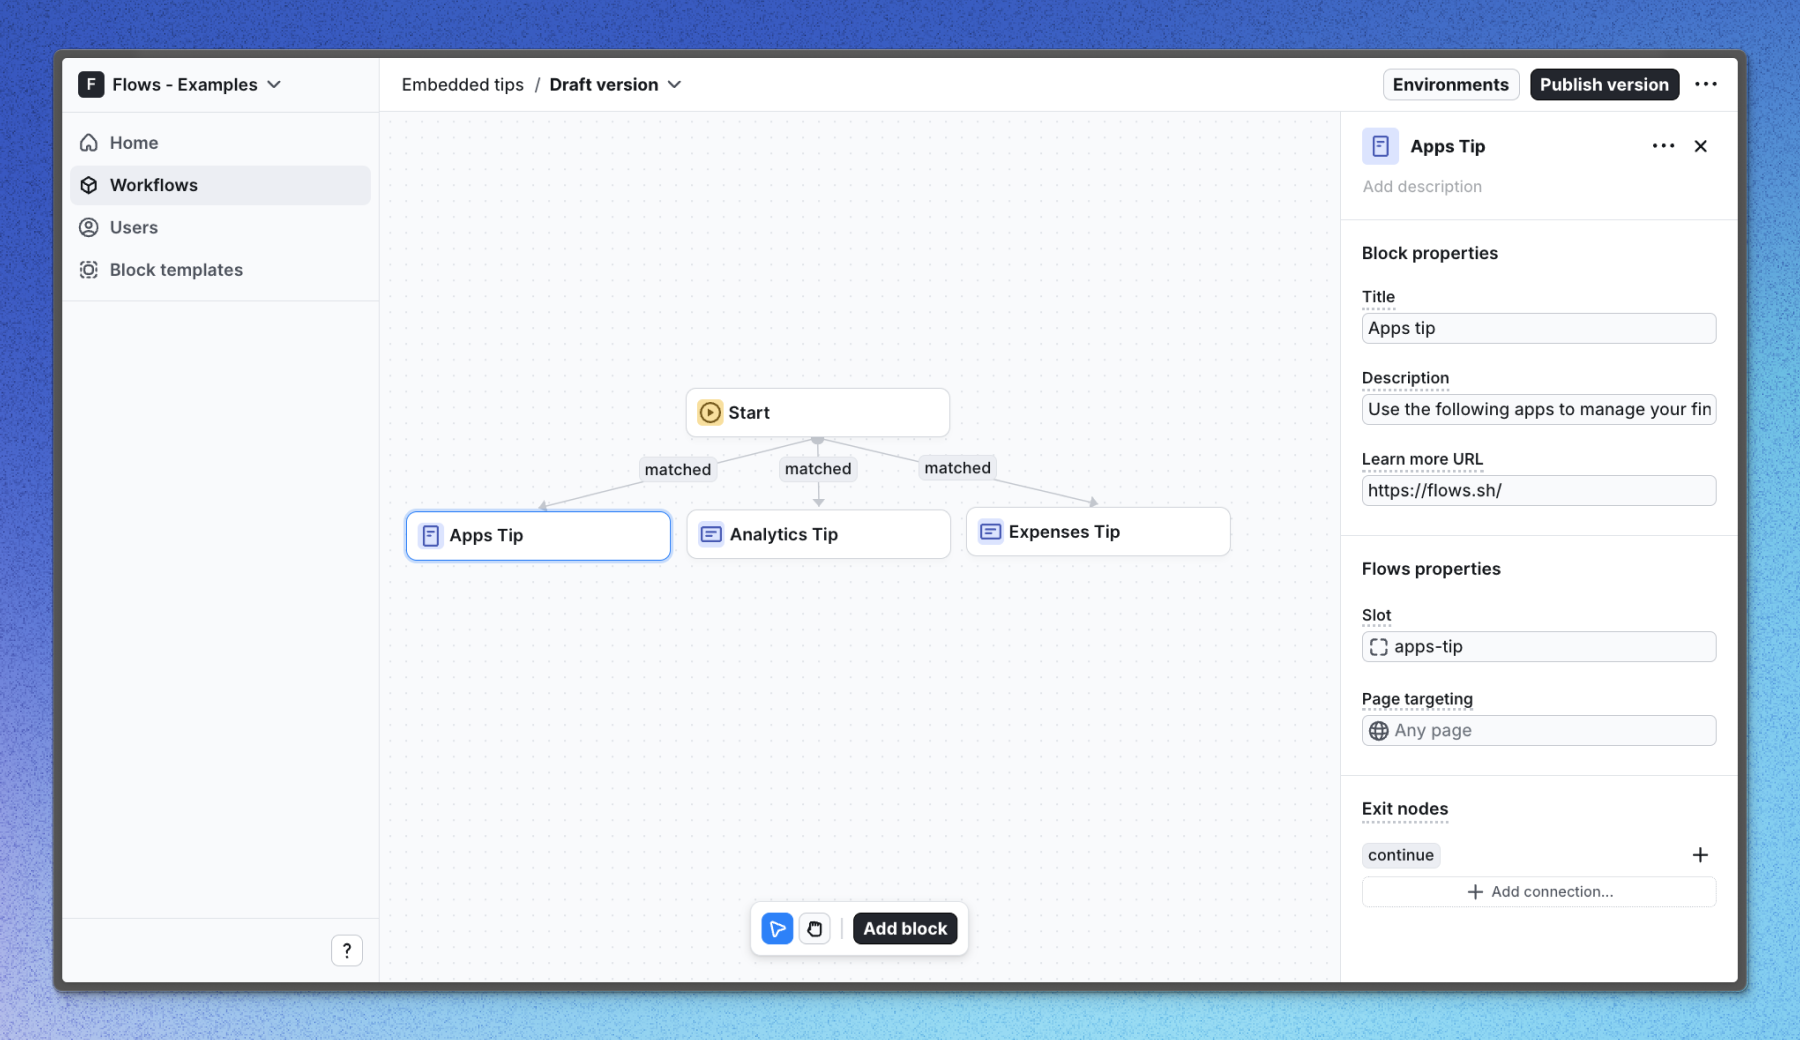 F Flows - Examples
Embedded tips / Draft version
Environments
Publish version
Home
Workflows
Users
Block templates
?
Start
matched
matched
matched
Apps Tip
Analytics Tip
Expenses Tip
Add block
Apps Tip
Add description
Block properties
Title
Apps tip
Description
Use the following apps to manage your fin
Learn more URL
https://flows.sh/
Flows properties
Slot
apps-tip
Page targeting
Any page
Exit nodes
continue
Add connection...